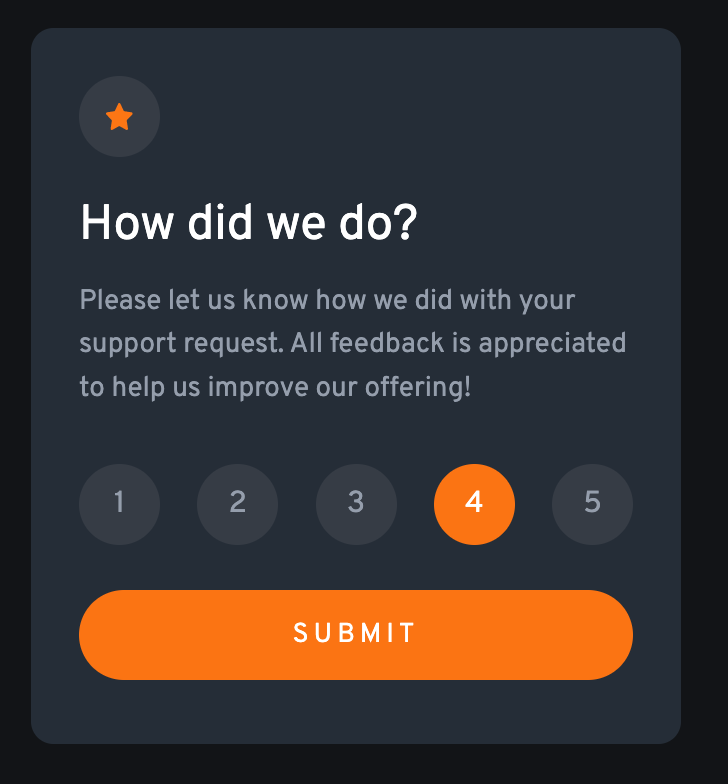 How did we do?
Please let us know how we did with your
support request. All feedback is appreciated
to help us improve our offering!
1 2 3 4 5
SUBMIT